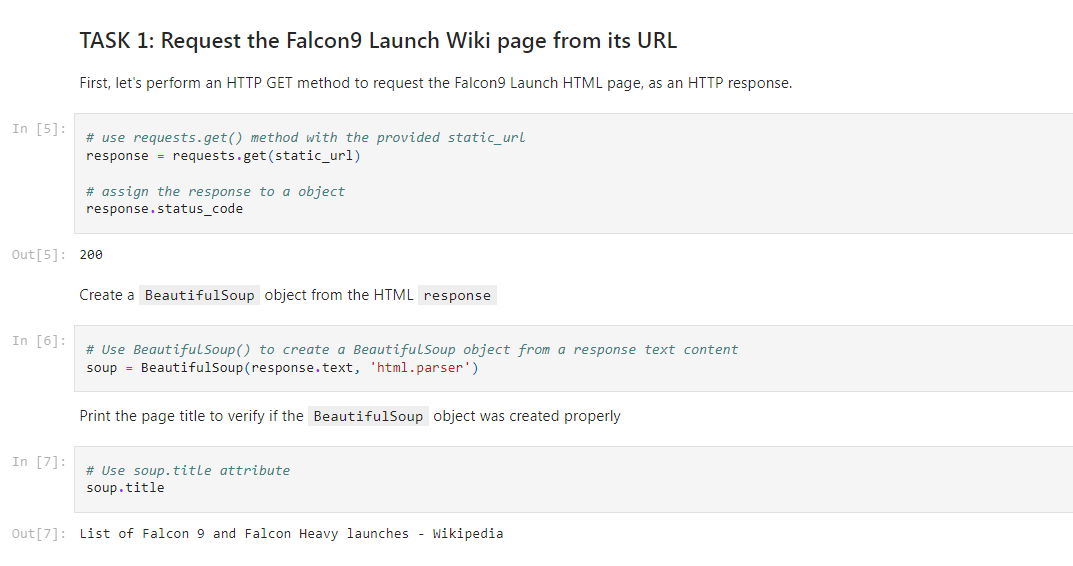 TASK 1: Request the Falcon9 Launch Wiki page from its URL
First, let's perform an HTTP GET method to request the Falcon9 Launch HTML page, as an HTTP response.
In [5]:
# use requests.get() method with the provided static_url
response = requests.get(static_url)
# assign the response to a object
response.status_code
Out[5]: 200
Create a BeautifulSoup object from the HTML response
In [6]:
# Use BeautifulSoup() to create a BeautifulSoup object from a response text content
soup = BeautifulSoup(response.text, 'html.parser')
Print the page title to verify if the BeautifulSoup object was created properly
In [7]:
# Use soup.title attribute
soup.title
Out[7]: List of Falcon 9 and Falcon Heavy launches - Wikipedia